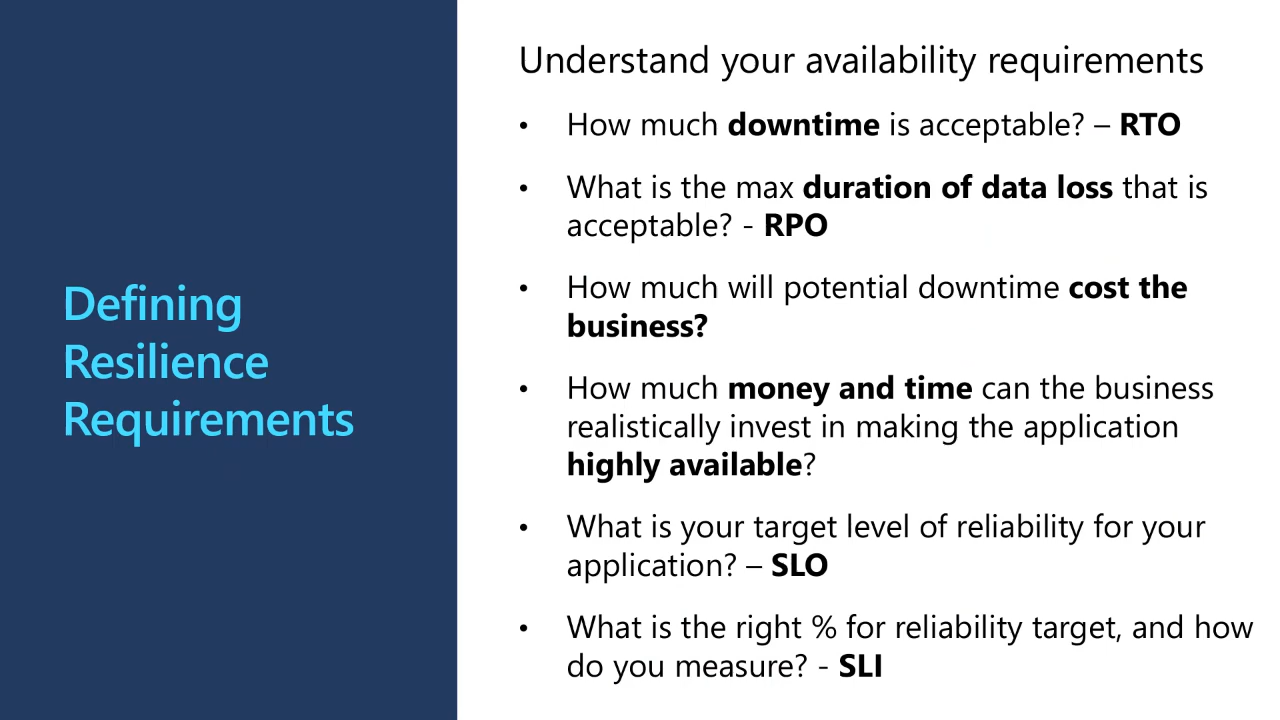 Defining
Resilience
Requirements
Understand your availability requirements
• How much downtime is acceptable? – RTO
• What is the max duration of data loss that is
acceptable? - RPO
• How much will potential downtime cost the
business?
• How much money and time can the business
realistically invest in making the application
highly available?
• What is your target level of reliability for your
application? – SLO
• What is the right % for reliability target, and how
do you measure? - SLI